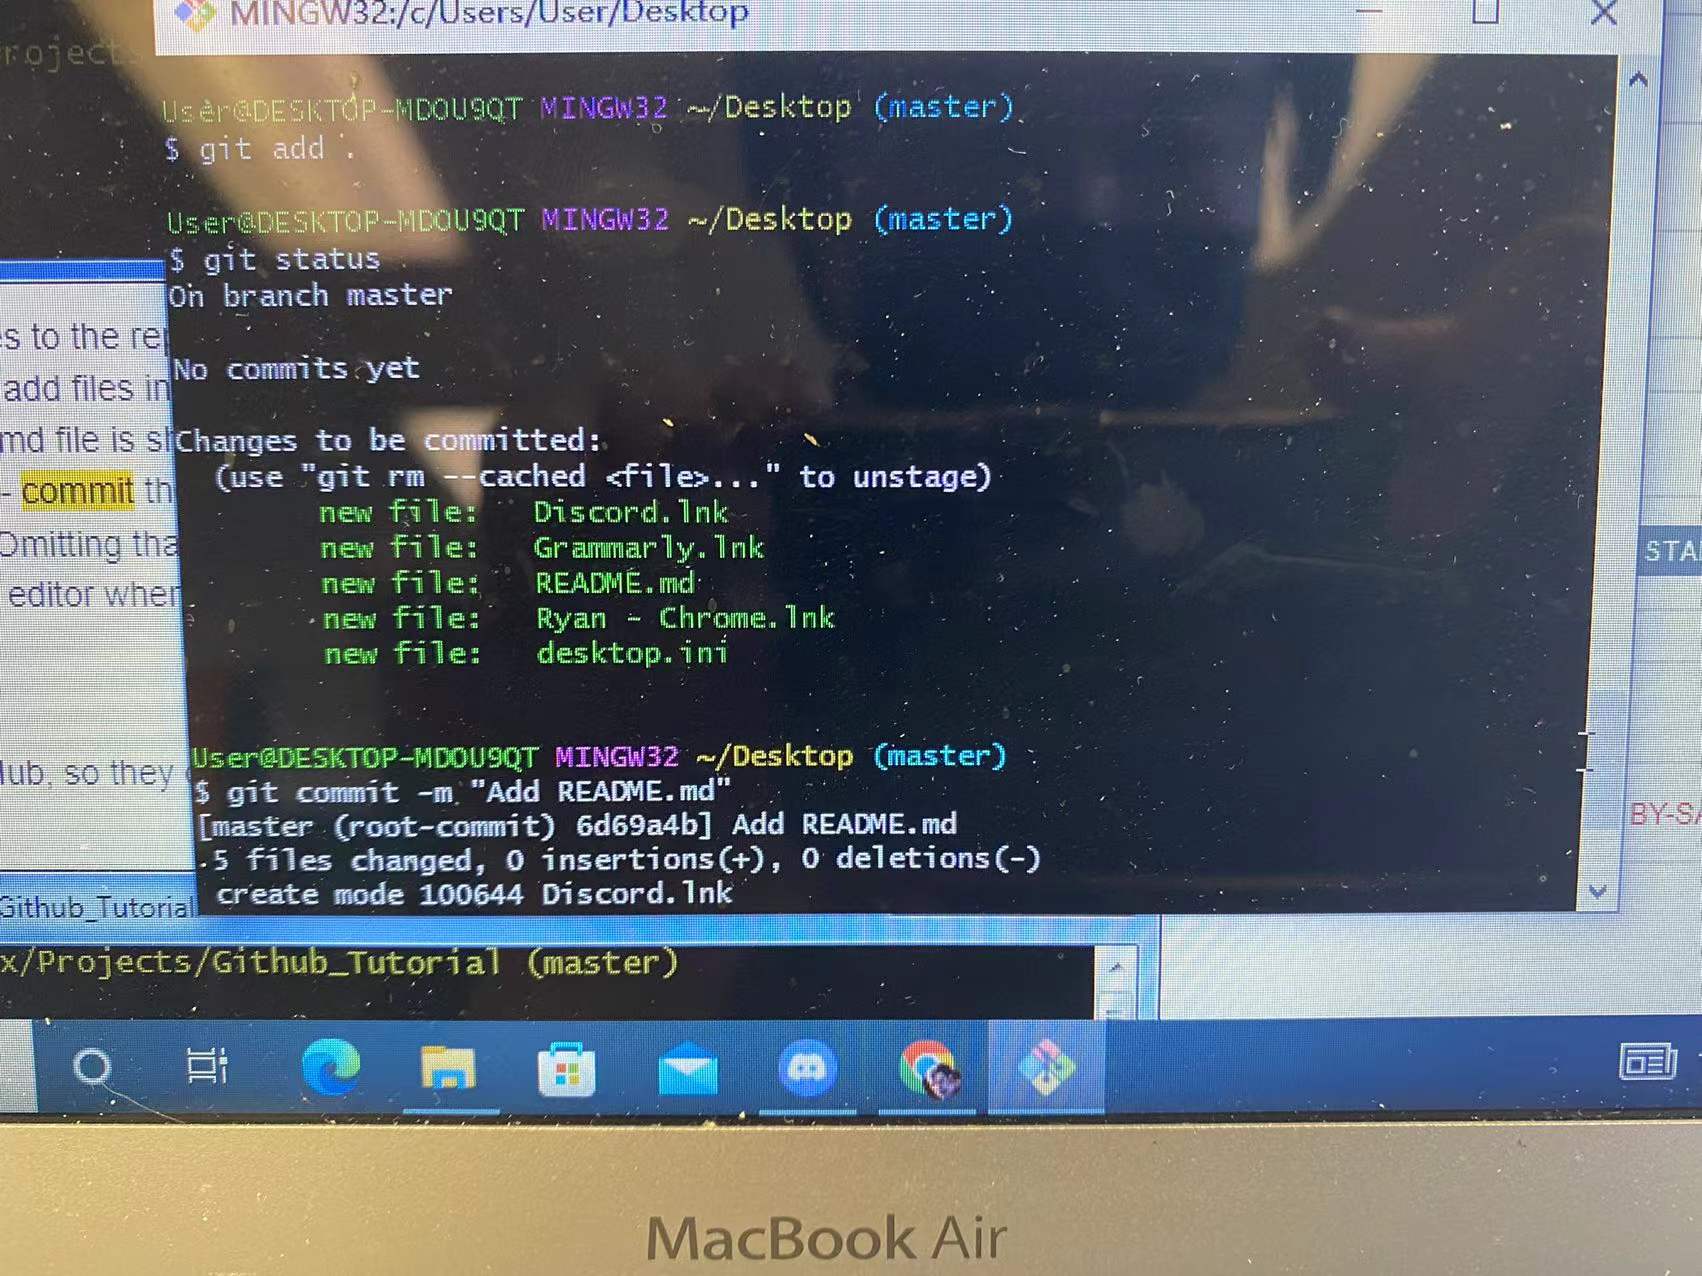 MINGW32:/c/Users/User/Desktop
rojects
User@DESKTOP-MDOU9QT MINGW32 ~/Desktop (master)
$ git add .
User@DESKTOP-MDOU9QT MINGW32 ~/Desktop (master)
$ git status
On branch master
No commits yet
Changes to be committed:
(use "git rm --cached <file>..." to unstage)
new file: Discord.lnk
new file: Grammarly.lnk
new file: README.md
new file: Ryan - Chrome.lnk
new file: desktop.ini
User@DESKTOP-MDOU9QT MINGW32 ~/Desktop (master)
$ git commit -m "Add README.md"
[master (root-commit) 6d69a4b] Add README.md
5 files changed, 0 insertions(+), 0 deletions(-)
create mode 100644 Discord.lnk
s to the re
add files in
md file is s
- commit th
Omitting tha
editor when
lub, so they
Github_Tutorial
STA
BY-SA
x/Projects/Github_Tutorial (master)
MacBook Air